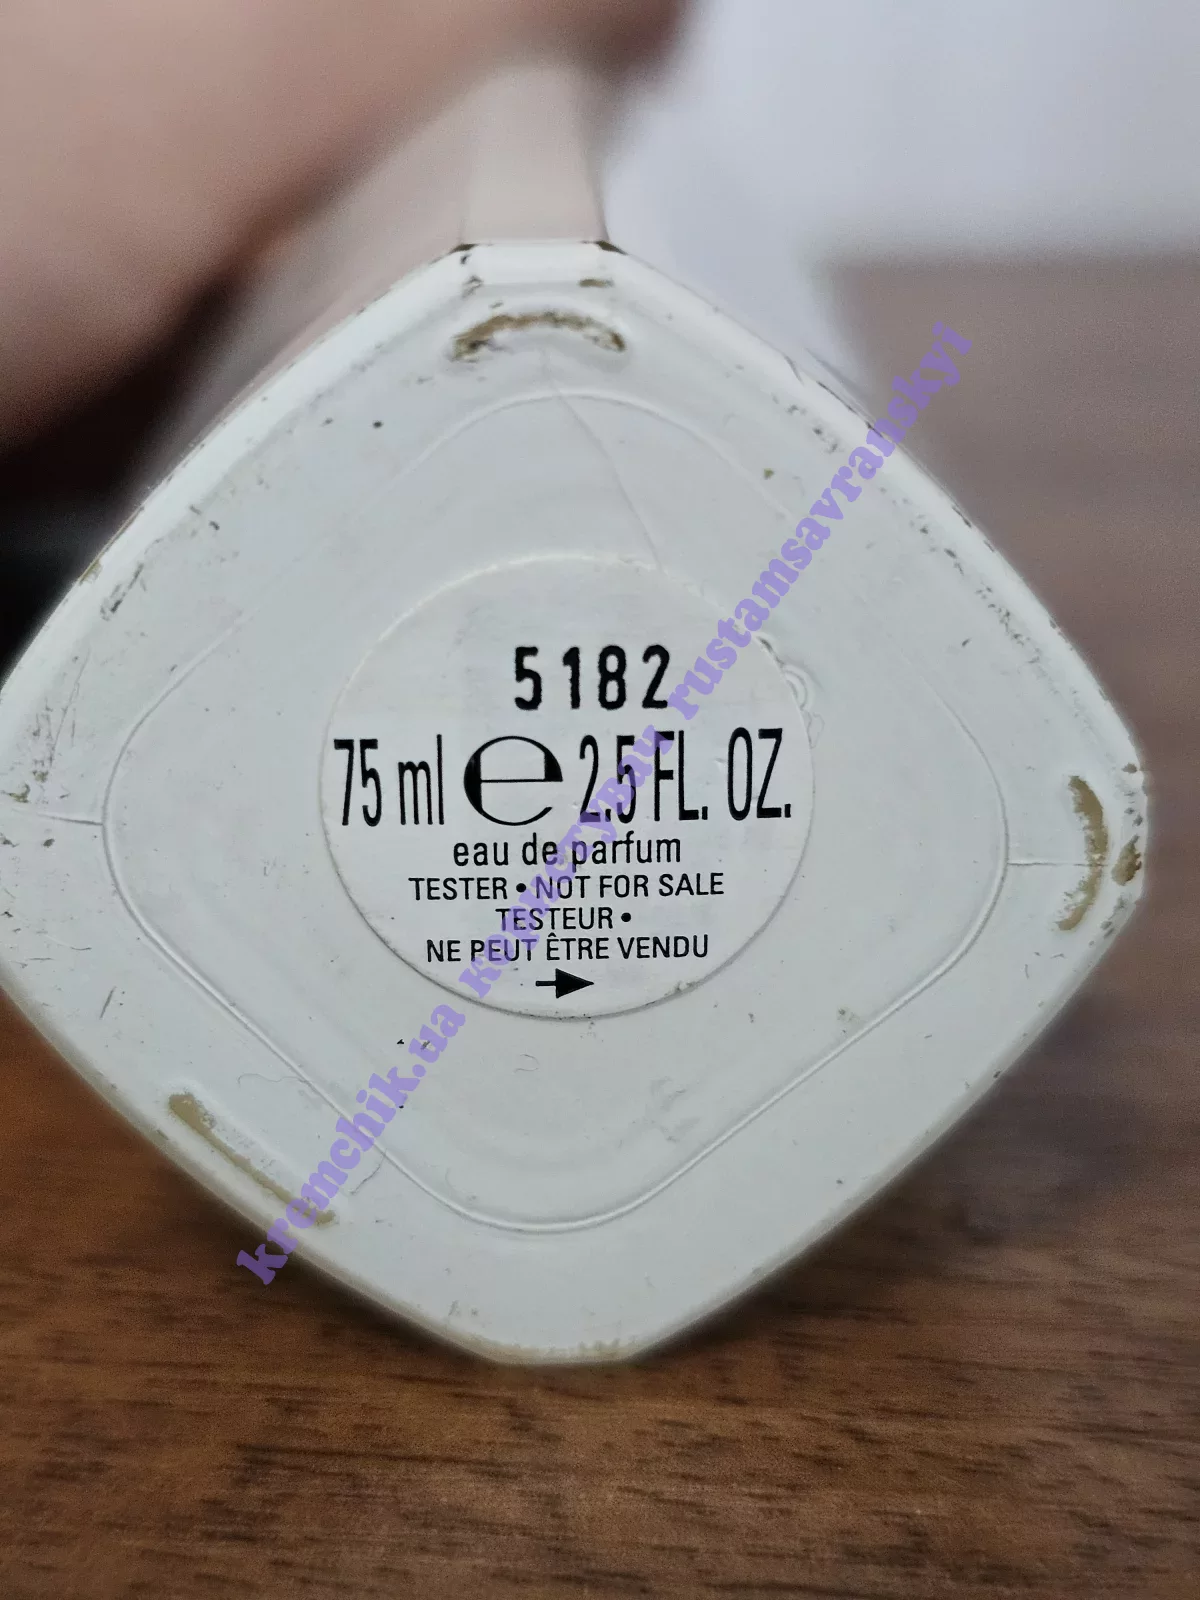 5182
75 ml e 2.5 FL. OZ.
eau de parfum
TESTER • NOT FOR SALE
TESTEUR •
NE PEUT ÊTRE VENDU
kremchik.ua користувач rustamsavranskyi